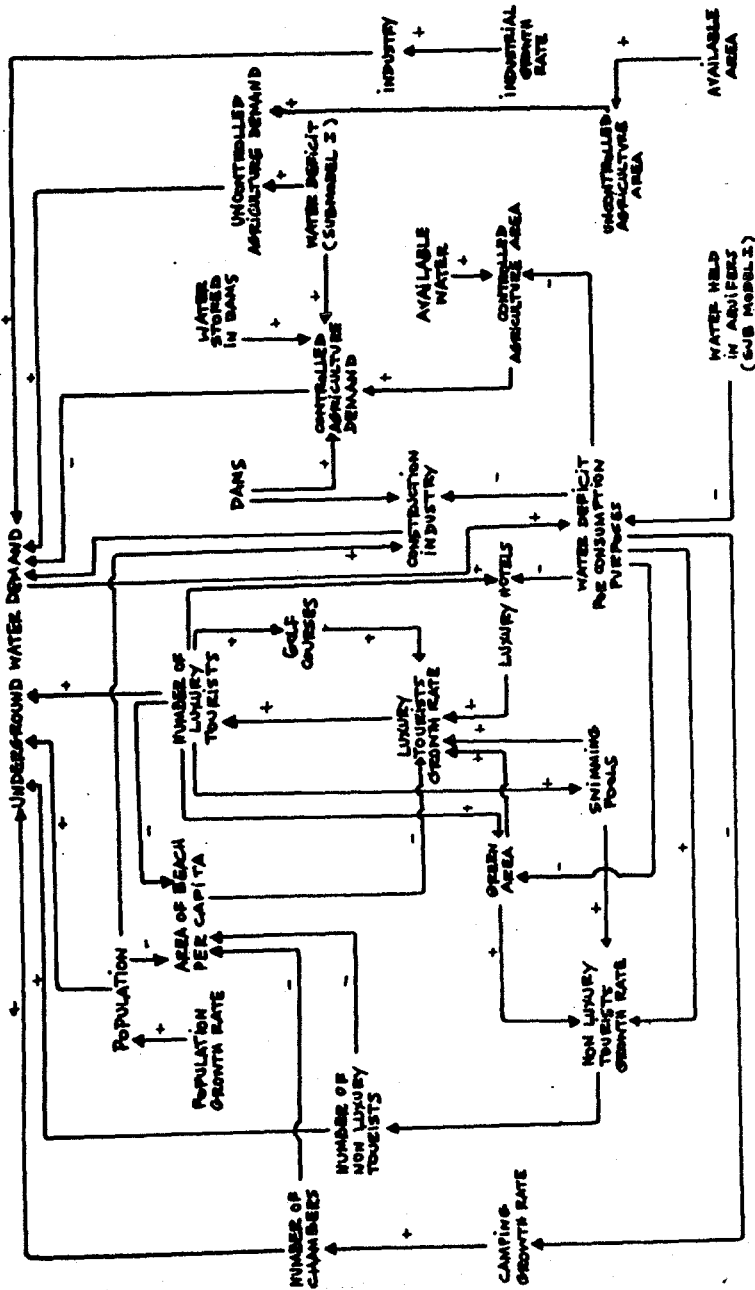 UNDERGROUND WATER DEMAND
POPULATION
POPULATION
GROWTH RATE
AREA OF BEACH
PER CAPITA
NUMBER OF
LUXURY
TOURISTS
GOLF
COURSES
DAMS
WATER
STORED
IN DAMS
UNCONTROLLED
AGRICULTURE DEMAND
WATER DEFICIT
(SUBMODEL I)
INDUSTRY
INDUSTRIAL
GROWTH
RATE
NUMBER OF
CHAMBERS
NUMBER OF
NON LUXURY
TOURISTS
LUXURY
TOURISTS
GROWTH RATE
LUXURY HOTELS
CONSTRUCTION
INDUSTRY
CONTROLLED
AGRICULTURE
DEMAND
AVAILABLE
WATER
CONTROLLED
AGRICULTURE AREA
UNCONTROLLED
AGRICULTURE
AREA
AVAILABLE
AREA
CAMPING
GROWTH RATE
NON LUXURY
TOURISTS
GROWTH RATE
GREEN
AREA
SWIMMING
POOLS
WATER DEFICIT
FOR CONSUMPTION
PURPOSES
WATER HELD
IN AQUIFERS
(SUB MODEL I)